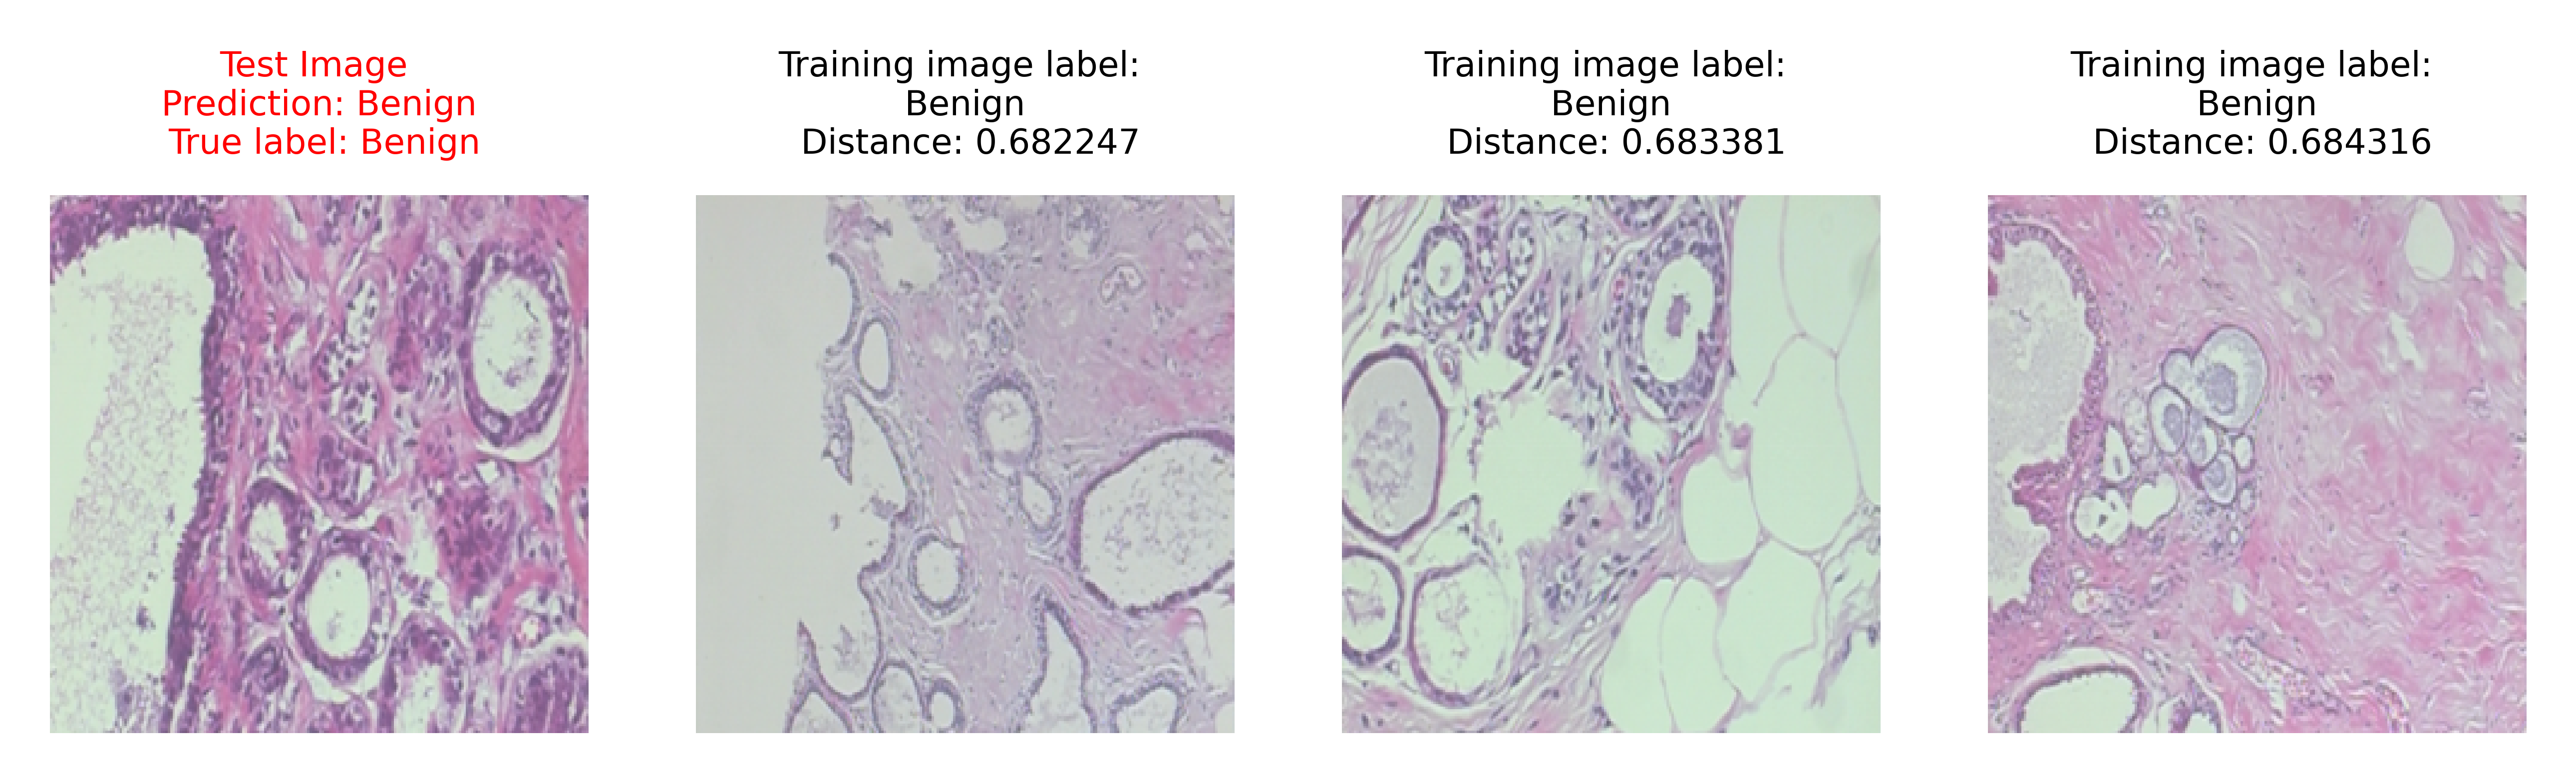 Test Image
Prediction: Benign
True label: Benign
Training image label:
Benign
Distance: 0.682247
Training image label:
Benign
Distance: 0.683381
Training image label:
Benign
Distance: 0.684316